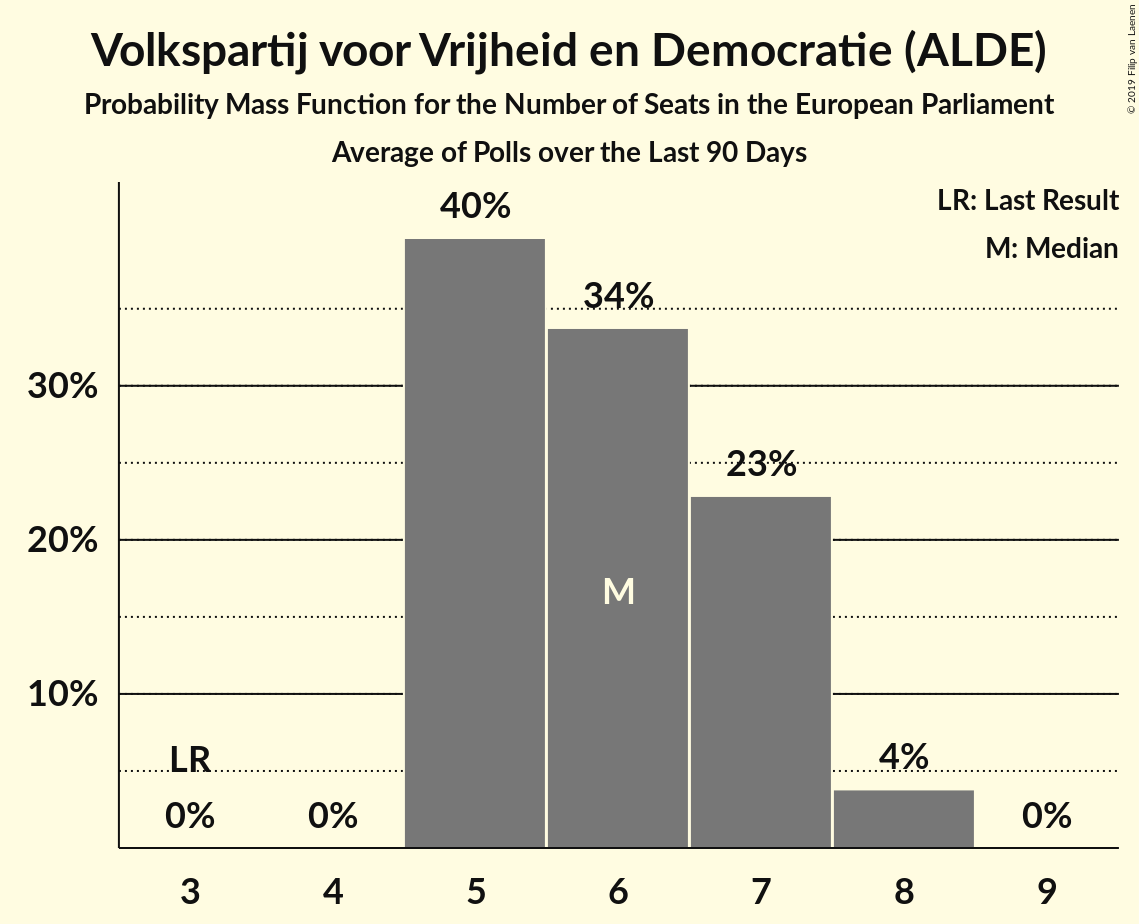 Volkspartij voor Vrijheid en Democratie (ALDE)
Probability Mass Function for the Number of Seats in the European Parliament
Average of Polls over the Last 90 Days
© 2019 Filip van Laenen
LR: Last Result
M: Median
40%
34%
30%
23%
20%
M
10%
LR
4%
0%
0%
0%
3 4 5 6 7 8 9